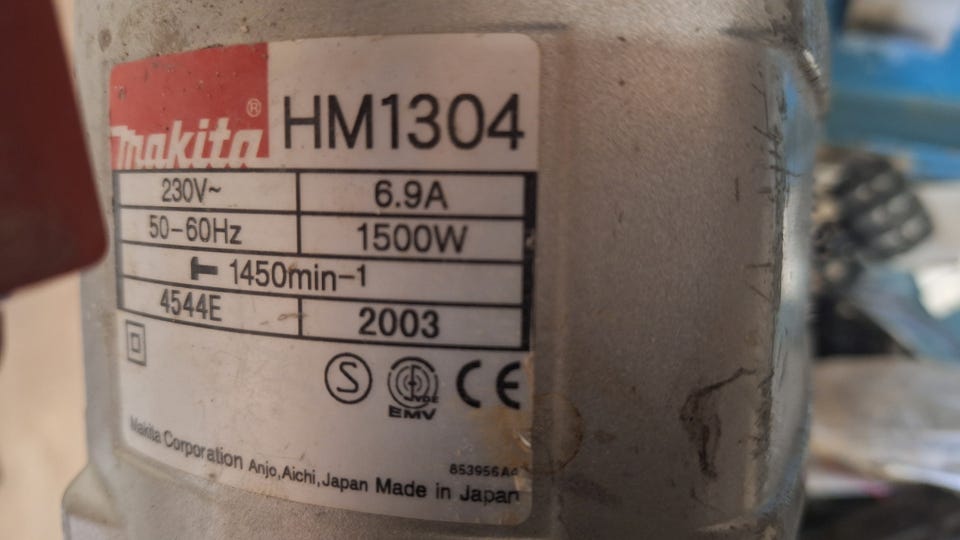 makita® HM1304
230V~ 6.9A
50-60Hz 1500W
1450min-1
4544E 2003
S VDE EMV CE
853956A4
Makita Corporation Anjo,Aichi,Japan Made in Japan